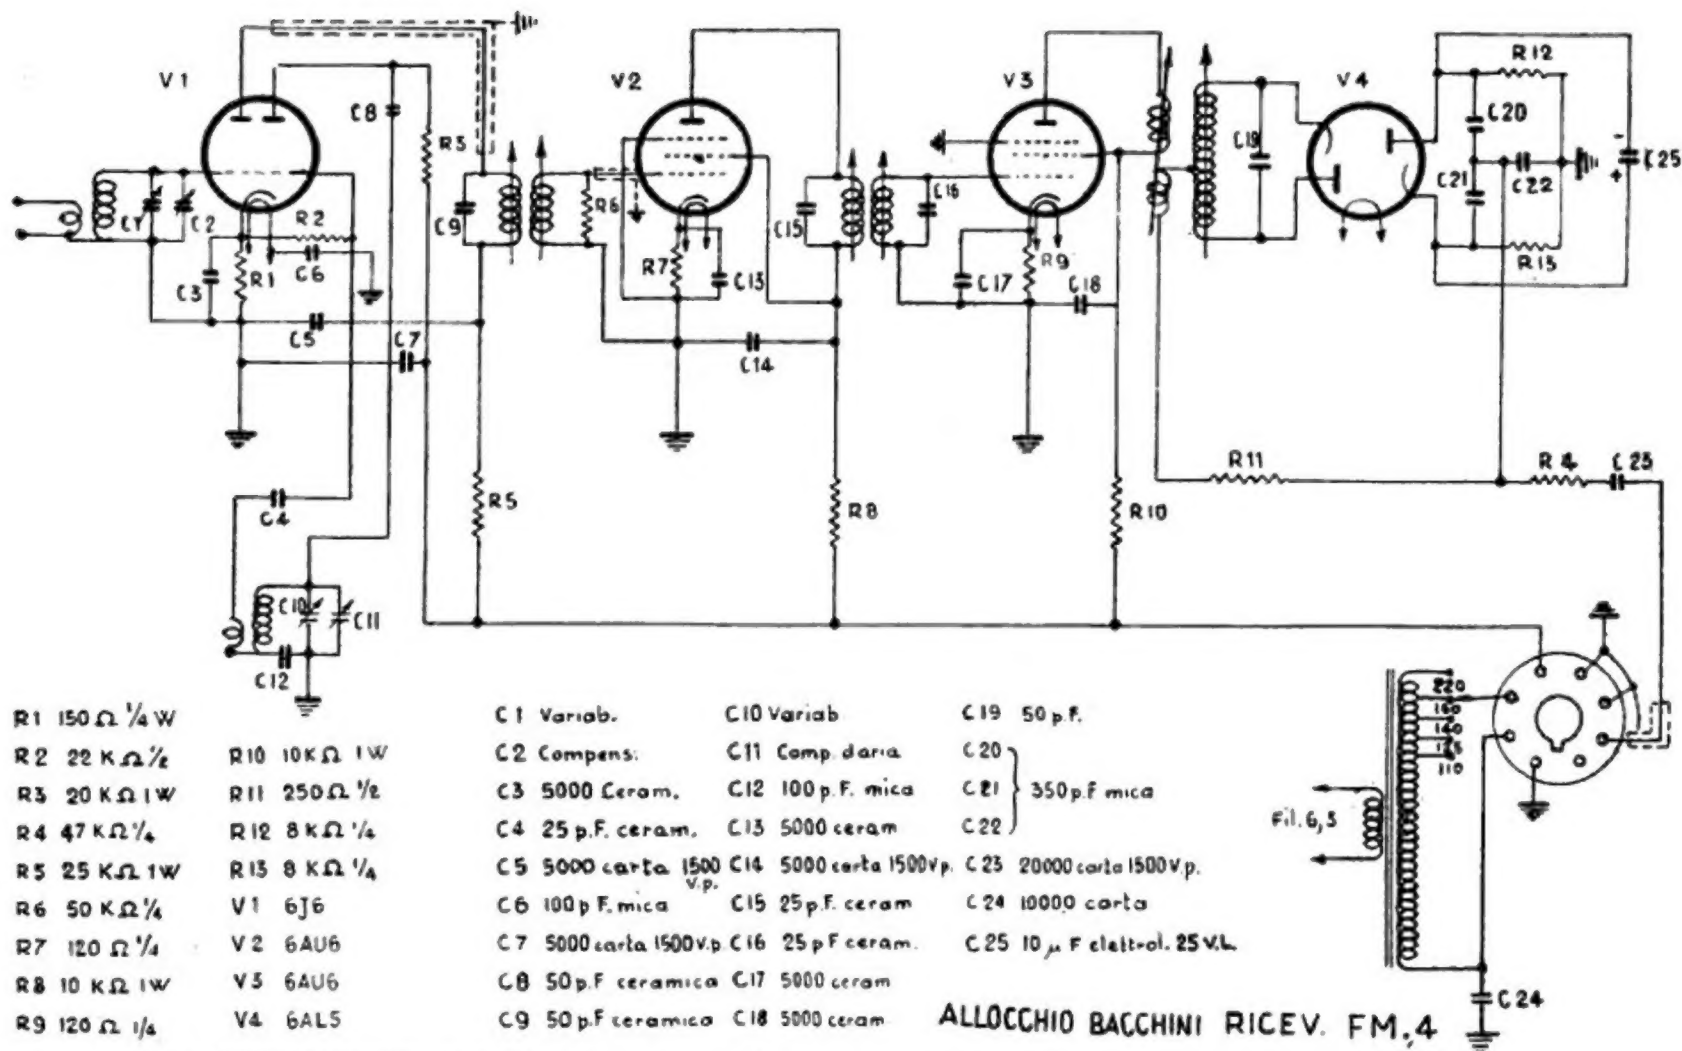 V1
V2
V3
V4
C8
R3
R12
C20
C25
C19
C21
C22
R13
C1
C2
R2
C9
R6
C15
C16
C3
R1
C6
R7
C13
C17
R9
C18
C5
C7
C14
C4
R5
R8
R10
R11
R4
C23
C10
C11
C12
220
160
140
125
110
Fil. 6,3
C24
R1 150 Ω 1/4 W
R2 22 KΩ 1/2
R3 20 KΩ 1W
R4 47 KΩ 1/4
R5 25 KΩ 1W
R6 50 KΩ 1/4
R7 120 Ω 1/4
R8 10 KΩ 1W
R9 120 Ω 1/4
R10 10KΩ 1W
R11 250Ω 1/2
R12 8 KΩ 1/4
R13 8 KΩ 1/4
V1 6J6
V2 6AU6
V3 6AU6
V4 6AL5
C1 Variab.
C2 Compens:
C3 5000 Ceram.
C4 25 p.F. ceram.
C5 5000 carta 1500 v.p.
C6 100p F. mica
C7 5000 carta 1500 v.p.
C8 50 p.F ceramica
C9 50 p.F ceramica
C10 Variab
C11 Comp. daria
C12 100 p.F. mica
C13 5000 ceram
C14 5000 carta 1500 v.p.
C15 25 p.F. ceram
C16 25 p F ceram.
C17 5000 ceram
C18 5000 ceram
C19 50 p.F.
C20
C21 350 p.F mica
C22
C23 20000 carta 1500 v.p.
C24 10000 carta
C25 10 μF elettrol. 25 V.L.
ALLOCCHIO BACCHINI RICEV. FM.4